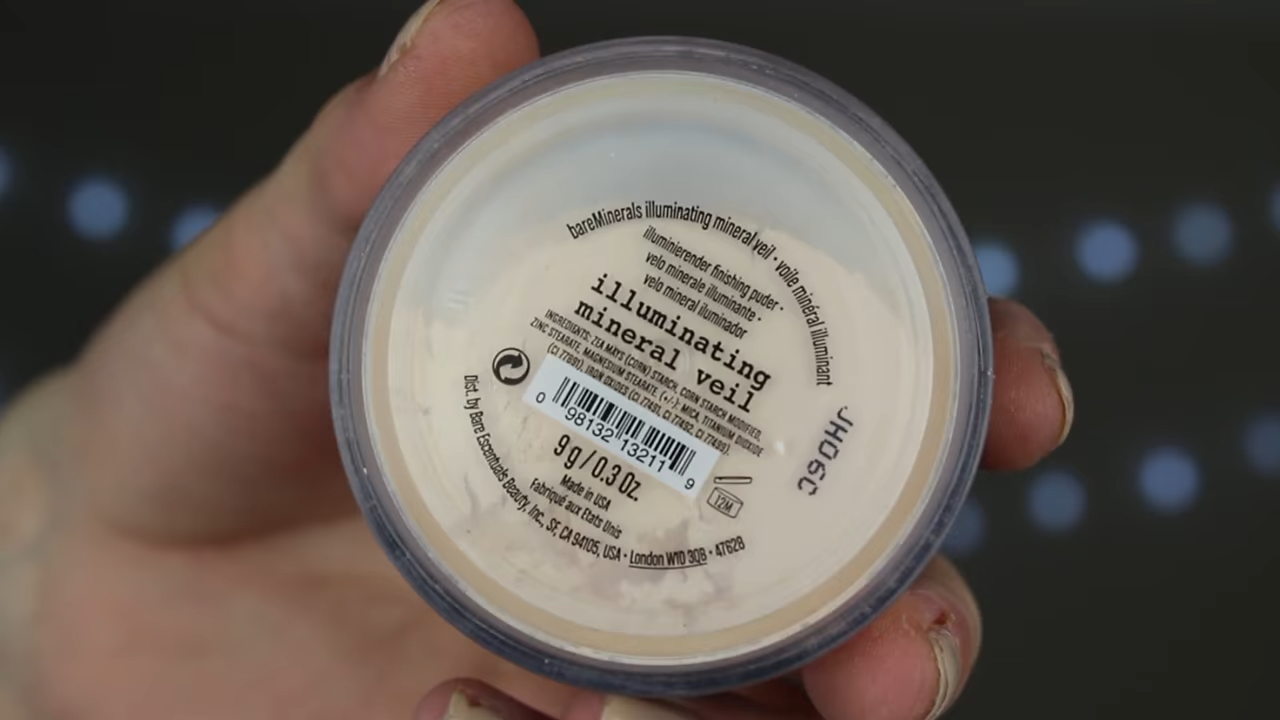 bareMinerals illuminating mineral veil · voile minéral illuminant
illuminierender finishing puder ·
velo minerale illuminante ·
velo mineral iluminador
illuminating
mineral veil
INGREDIENTS: ZEA MAYS (CORN) STARCH, CORN STARCH MODIFIED,
ZINC STEARATE, MAGNESIUM STEARATE, (+/-): MICA, TITANIUM DIOXIDE
(CI 77891), IRON OXIDES (CI 77491, CI 77492, CI 77499).
0 98132 13211 9
9 g / 0.3 Oz.
12M
Made in USA
Fabriqué aux Etats Unis
Dist. by Bare Escentuals Beauty, Inc., SF, CA 94105, USA · London W1D 3QB · 47628